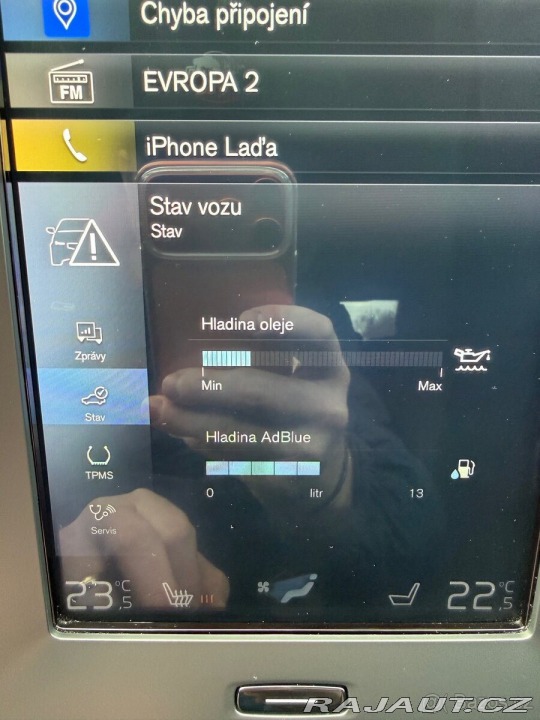 Chyba připojení
FM
EVROPA 2
iPhone Laďa
Stav vozu
Stav
Hladina oleje
Zprávy
Min
Max
Stav
Hladina AdBlue
TPMS
0
litr
13
Servis
23,5 °C
22,5 °C
RAJAUT.CZ